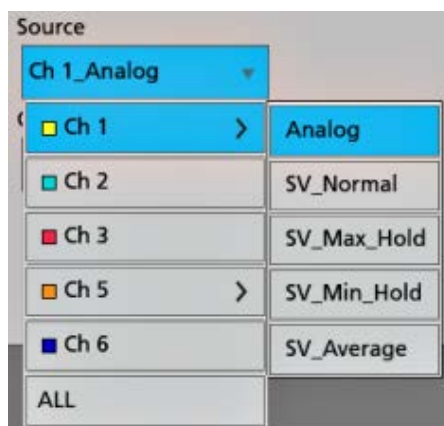 Source
Ch 1_Analog
Ch 1 >
Analog
Ch 2
SV_Normal
Ch 3
SV_Max_Hold
Ch 5 >
SV_Min_Hold
Ch 6
SV_Average
ALL